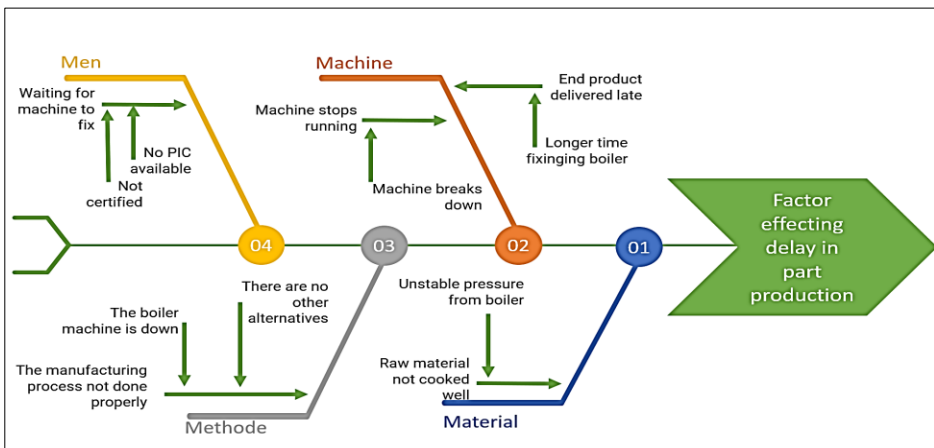 Men
Waiting for
machine to
fix
No PIC
available
Not
certified
Machine
Machine stops
running
Machine breaks
down
End product
delivered late
Longer time
fixinging boiler
04
03
02
01
Factor
effecting
delay in
part
production
The boiler
machine is down
There are no
other
alternatives
The manufacturing
process not done
properly
Methode
Unstable pressure
from boiler
Raw material
not cooked
well
Material